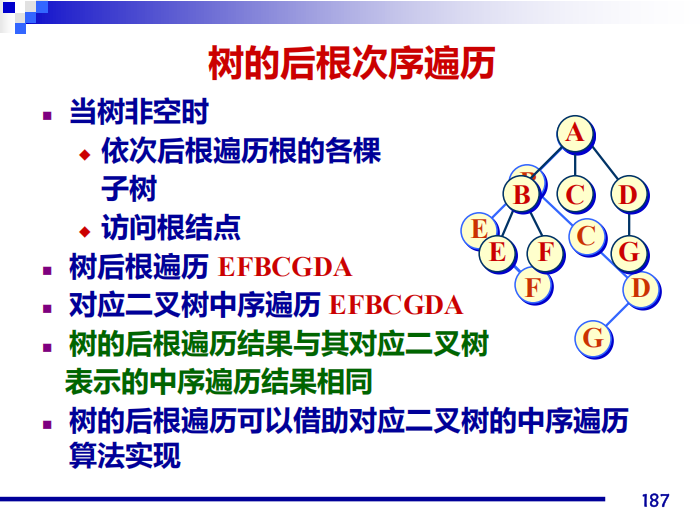 树的后根次序遍历
当树非空时
依次后根遍历根的各棵
子树
访问根结点
树后根遍历 EFBCGDA
对应二叉树中序遍历 EFBCGDA
树的后根遍历结果与其对应二叉树
表示的中序遍历结果相同
树的后根遍历可以借助对应二叉树的中序遍历
算法实现
A
B
B C D
E C
E F G
F D
G
187